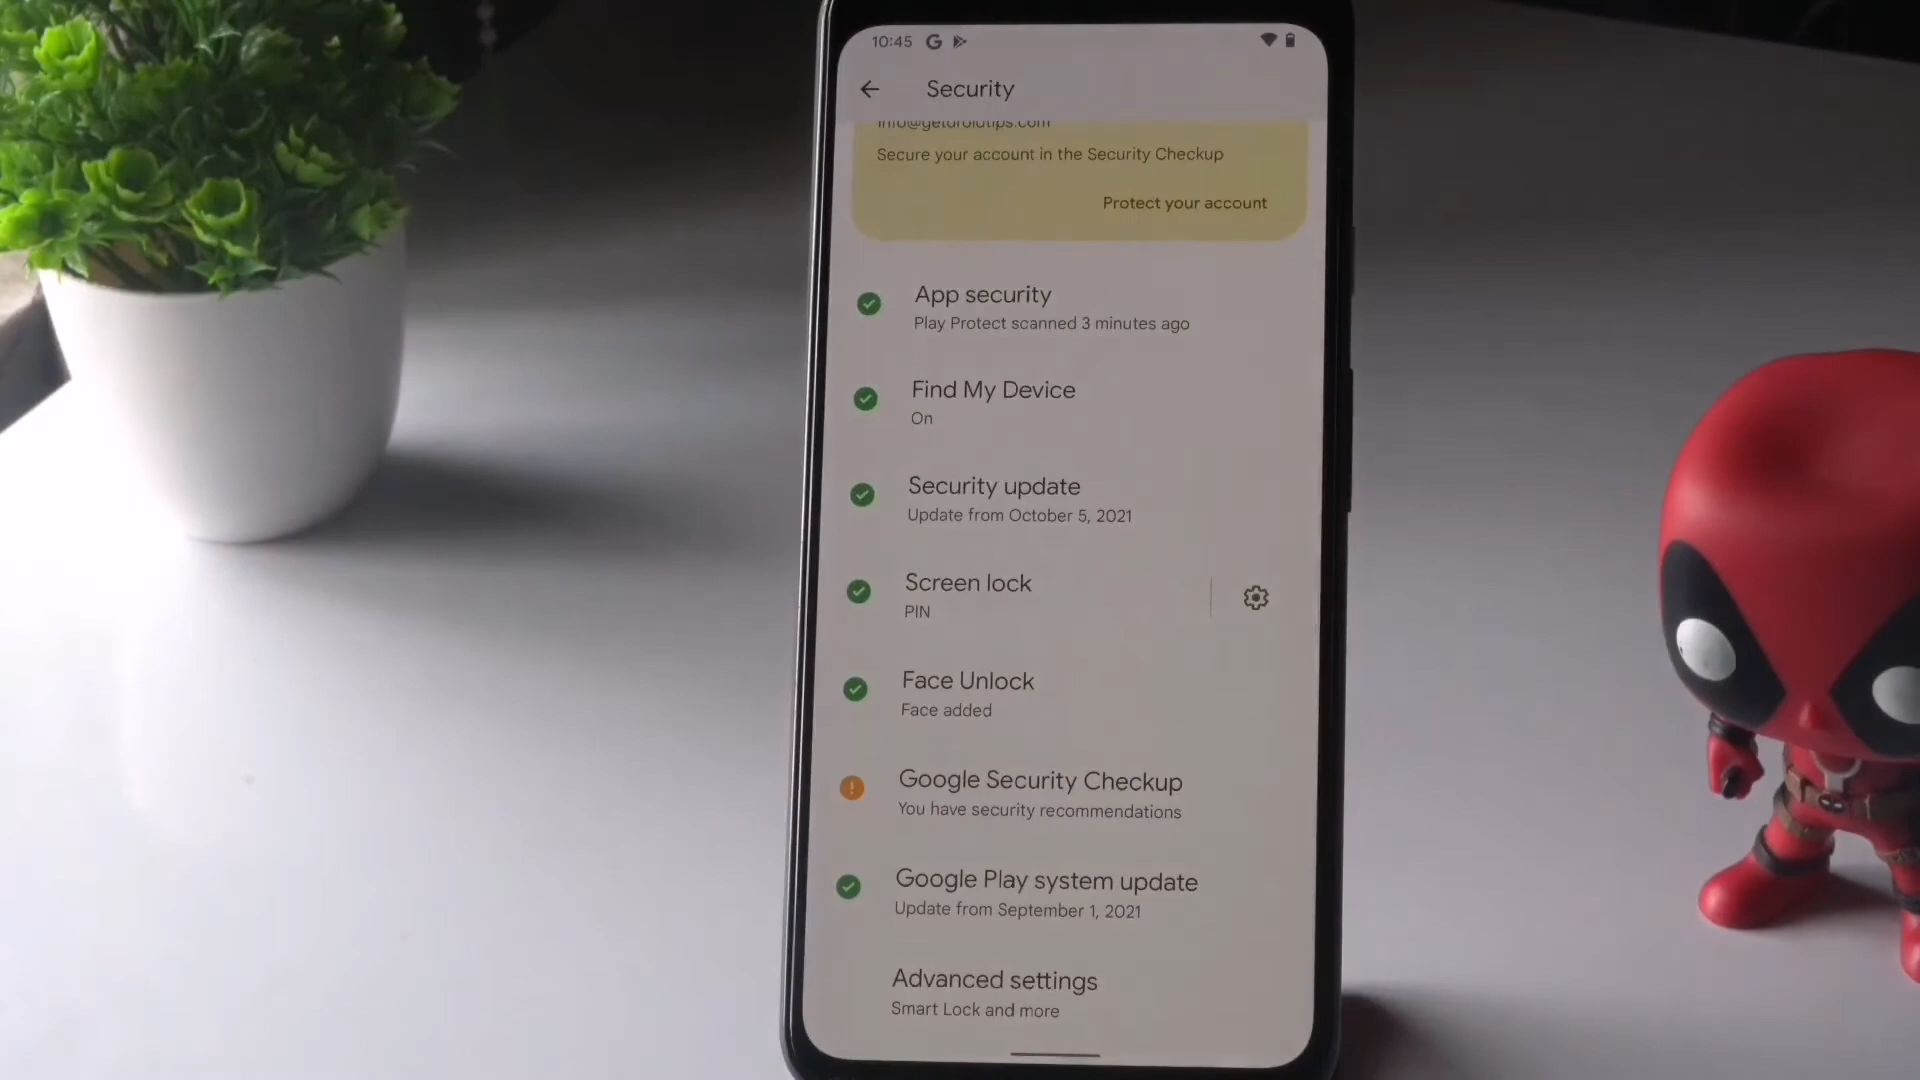 10:45
Security
info@getdroidtips.com
Secure your account in the Security Checkup
Protect your account
App security
Play Protect scanned 3 minutes ago
Find My Device
On
Security update
Update from October 5, 2021
Screen lock
PIN
Face Unlock
Face added
Google Security Checkup
You have security recommendations
Google Play system update
Update from September 1, 2021
Advanced settings
Smart Lock and more